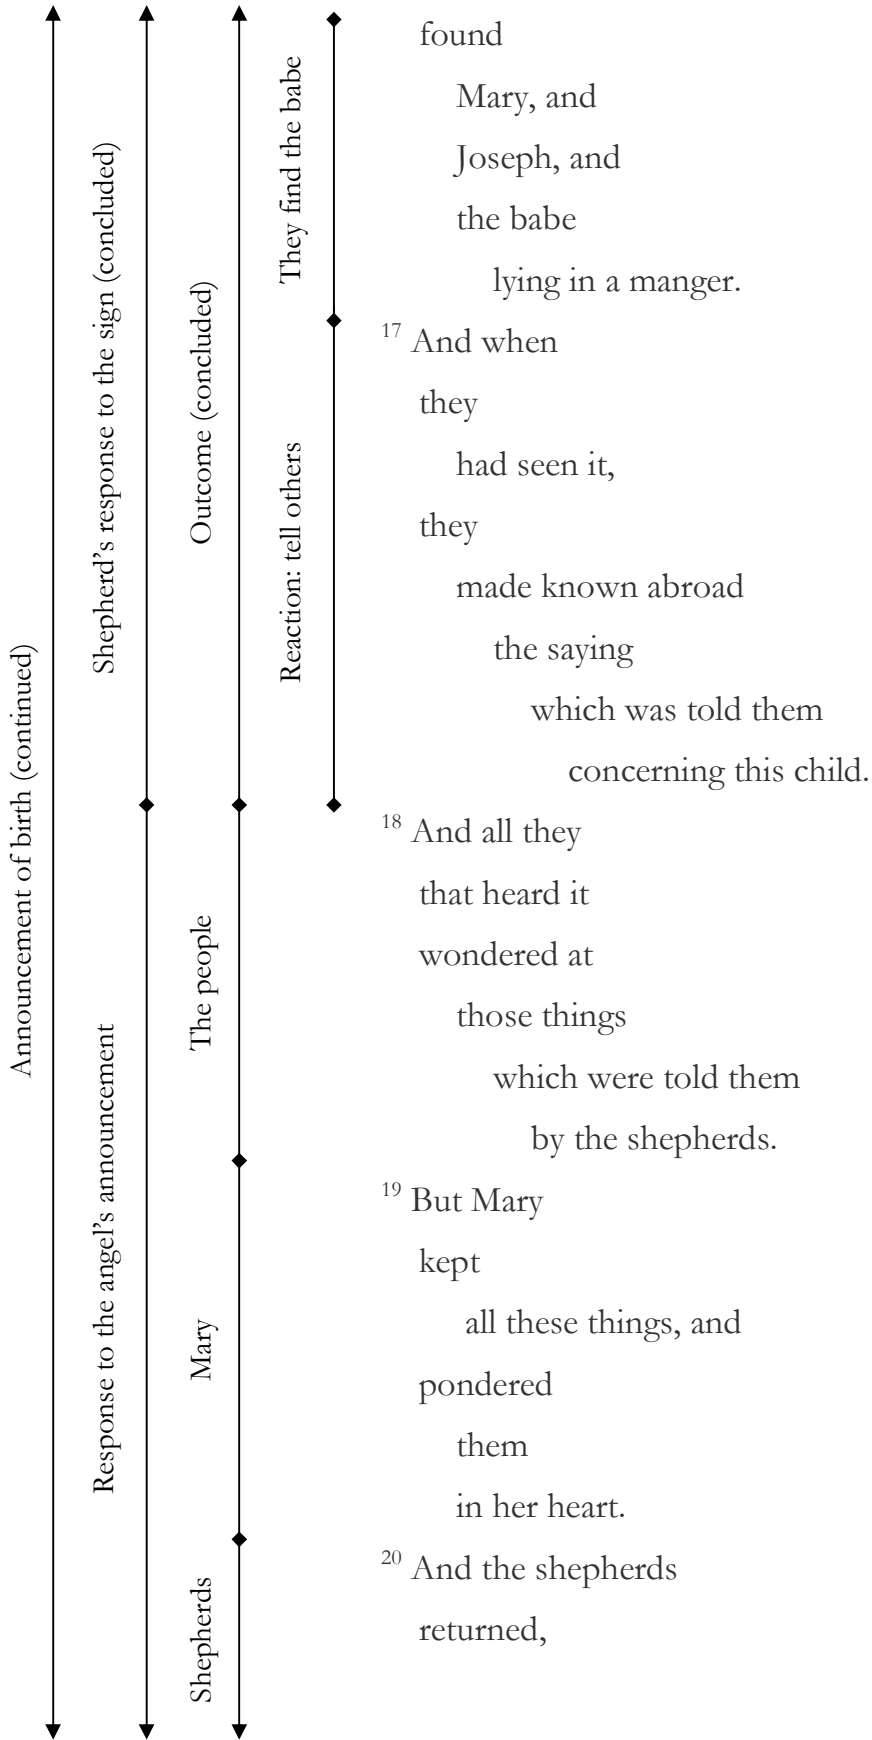 Announcement of birth (continued)
Shepherd’s response to the sign (concluded)
Response to the angel’s announcement
Outcome (concluded)
The people
Mary
Shepherds
They find the babe
Reaction: tell others
found
Mary, and
Joseph, and
the babe
lying in a manger.
17 And when
they
had seen it,
they
made known abroad
the saying
which was told them
concerning this child.
18 And all they
that heard it
wondered at
those things
which were told them
by the shepherds.
19 But Mary
kept
all these things, and
pondered
them
in her heart.
20 And the shepherds
returned,